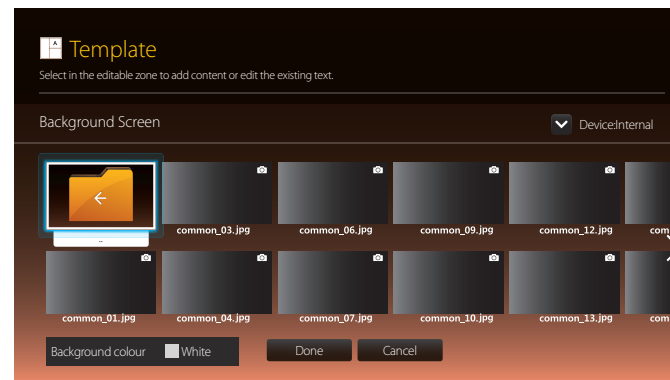 A
Template
Select in the editable zone to add content or edit the existing text.
Background Screen
Device:Internal
..
common_03.jpg
common_06.jpg
common_09.jpg
common_12.jpg
com
common_01.jpg
common_04.jpg
common_07.jpg
common_10.jpg
common_13.jpg
com
Background colour
White
Done
Cancel